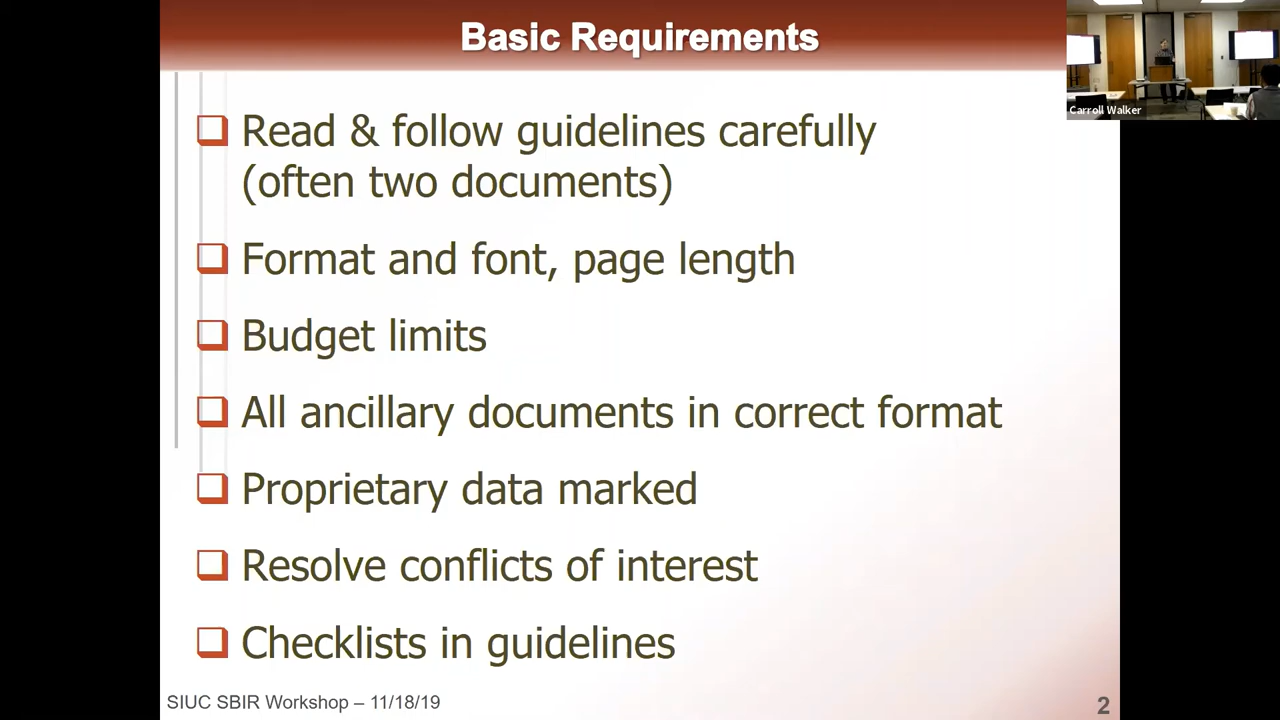 Basic Requirements
Carroll Walker
Read & follow guidelines carefully
(often two documents)
Format and font, page length
Budget limits
All ancillary documents in correct format
Proprietary data marked
Resolve conflicts of interest
Checklists in guidelines
SIUC SBIR Workshop – 11/18/19
2